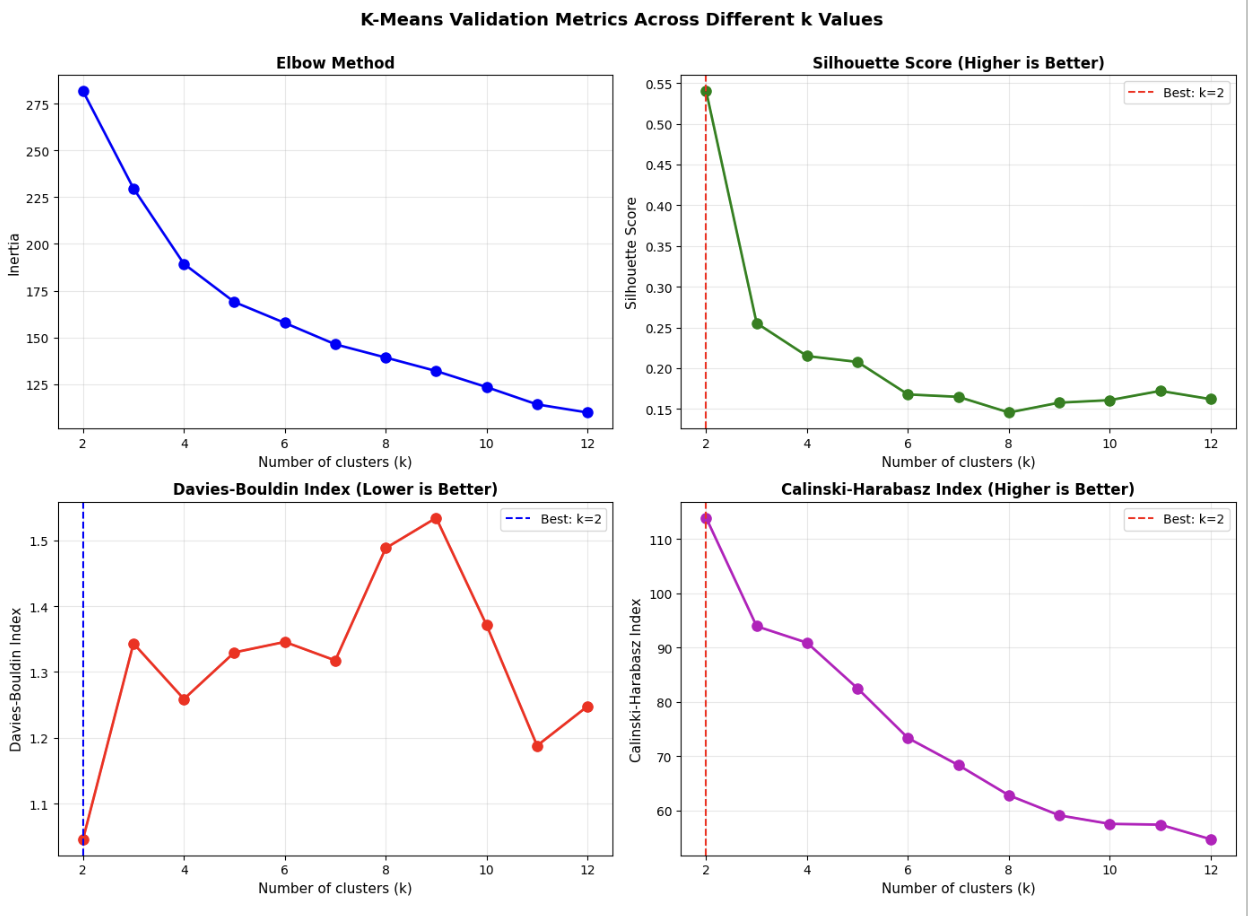 K-Means Validation Metrics Across Different k Values
Elbow Method
275
250
225
200
175
150
125
Inertia
2 4 6 8 10 12
Number of clusters (k)
Silhouette Score (Higher is Better)
Best: k=2
0.55
0.50
0.45
0.40
0.35
0.30
0.25
0.20
0.15
Silhouette Score
2 4 6 8 10 12
Number of clusters (k)
Davies-Bouldin Index (Lower is Better)
Best: k=2
1.5
1.4
1.3
1.2
1.1
Davies-Bouldin Index
2 4 6 8 10 12
Number of clusters (k)
Calinski-Harabasz Index (Higher is Better)
Best: k=2
110
100
90
80
70
60
Calinski-Harabasz Index
2 4 6 8 10 12
Number of clusters (k)